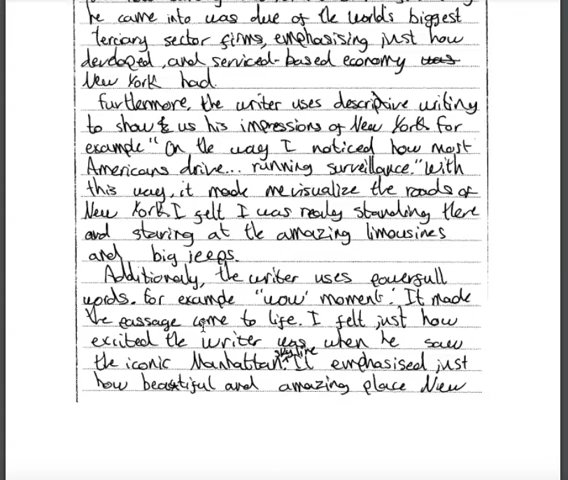 he came into was due of the world's biggest
terciary sector firms, emphasising just how
devdoped, and serviced-based economy was
New York had.
Furthermore, the writer uses descriptive writing
to show us his impressions of New York for
example "On the way I noticed how most
Americans drive... running surveillance." With
this way, it made me visualize the roads of
New York. I felt I was really standing there
and staring at the amazing limousines
and big jeeps.
Additionally, the writer uses powerfull
words. for example "'wow' moment". It made
the passage come to life. I felt just how
excited the writer was when he saw
the iconic Manhattan skyline. It emphasised just
how beautiful and amazing place New